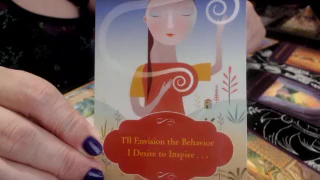 I'll Envision the Behavior
I Desire to Inspire . . .